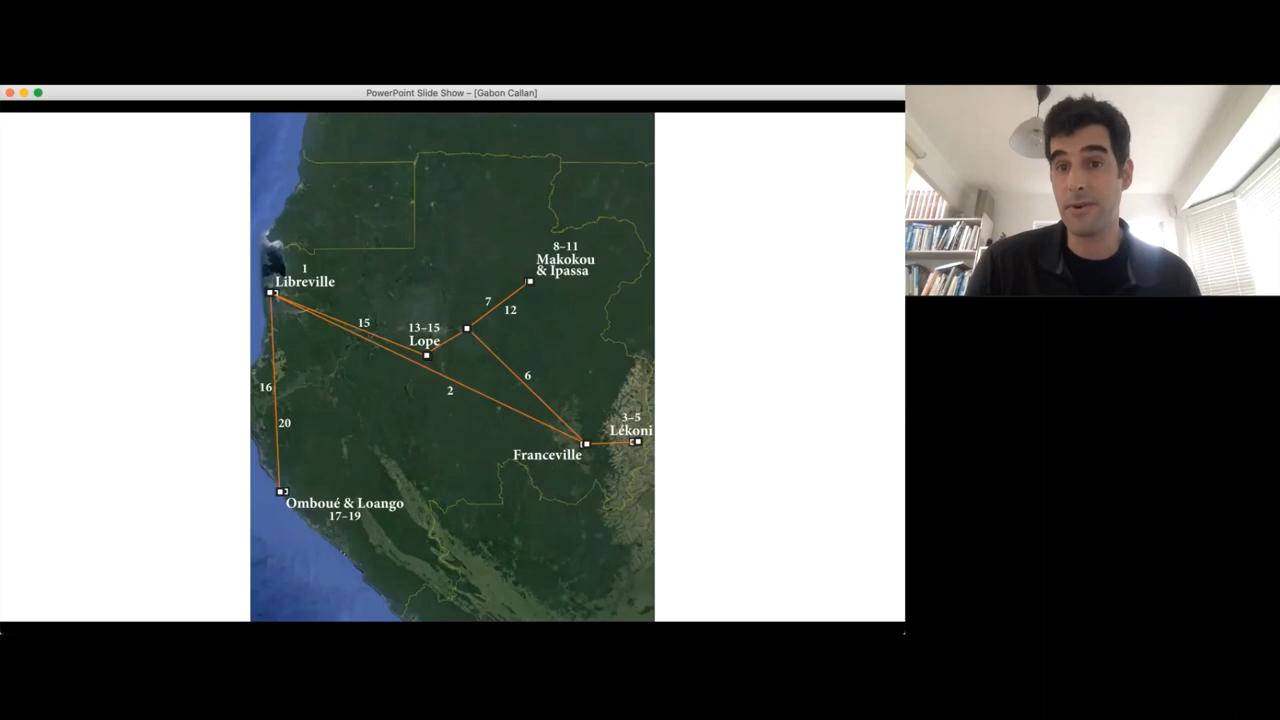 PowerPoint Slide Show – [Gabon Callan]
8–11
Makokou
& Ipassa
1
Libreville
7
12
15
13–15
Lope
6
16
2
3–5
Lékoni
20
Franceville
Omboué & Loango
17–19